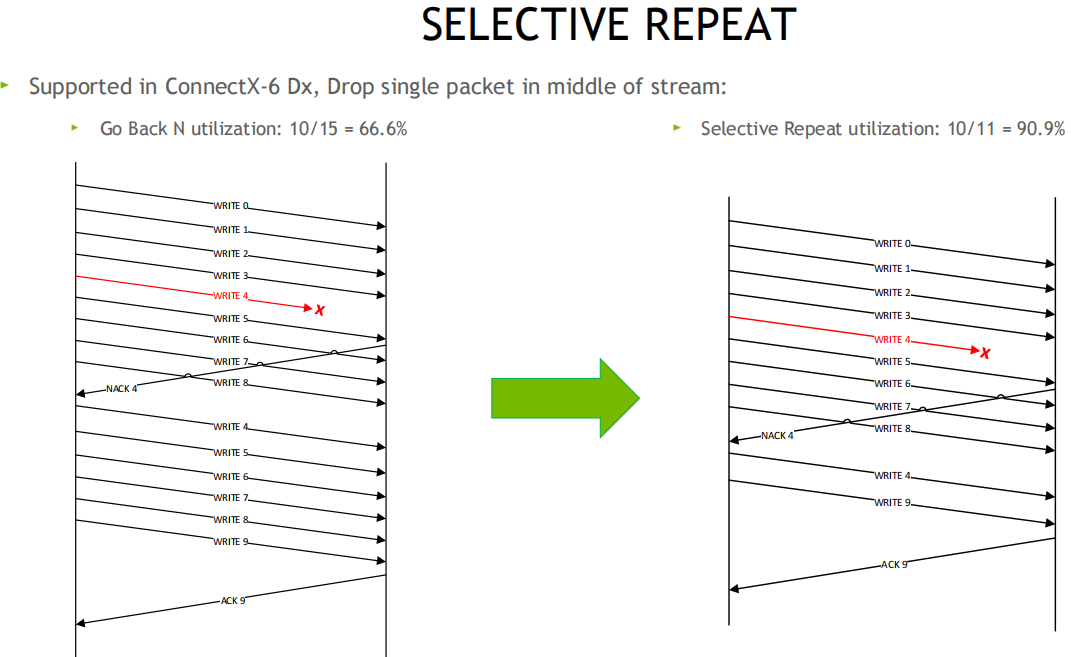 SELECTIVE REPEAT
Supported in ConnectX-6 Dx, Drop single packet in middle of stream:
Go Back N utilization: 10/15 = 66.6%
WRITE 0
WRITE 1
WRITE 2
WRITE 3
WRITE 4
X
WRITE 5
WRITE 6
WRITE 7
WRITE 8
NACK 4
WRITE 4
WRITE 5
WRITE 6
WRITE 7
WRITE 8
WRITE 9
ACK 9
Selective Repeat utilization: 10/11 = 90.9%
WRITE 0
WRITE 1
WRITE 2
WRITE 3
WRITE 4
X
WRITE 5
WRITE 6
WRITE 7
WRITE 8
NACK 4
WRITE 4
WRITE 9
ACK 9